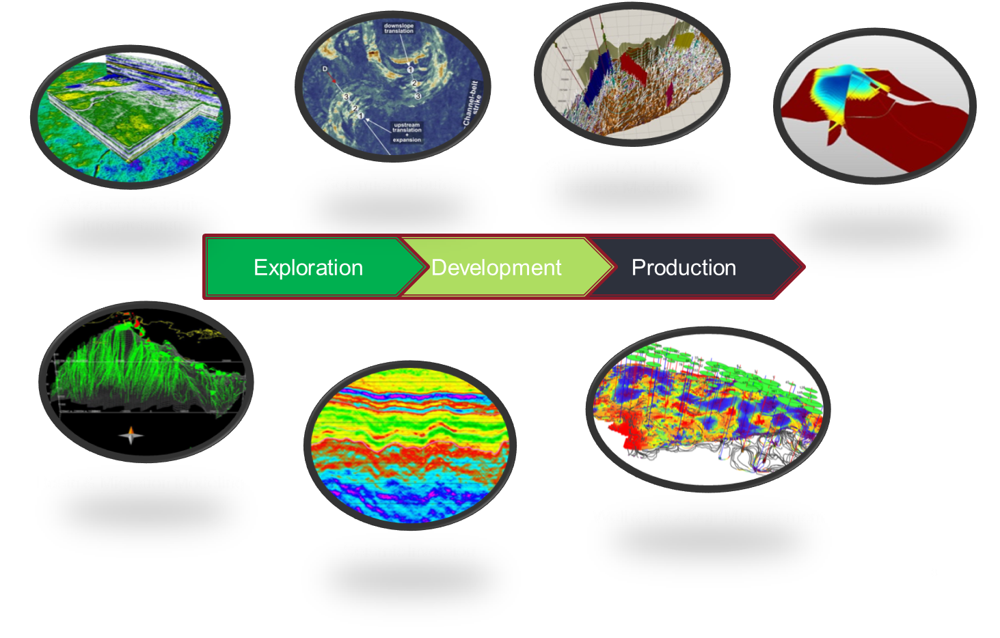 downslope
translation
D
1
2
3
3
2
1
Channel-belt
strike
upstream
translation
+
expansion
Exploration
Development
Production